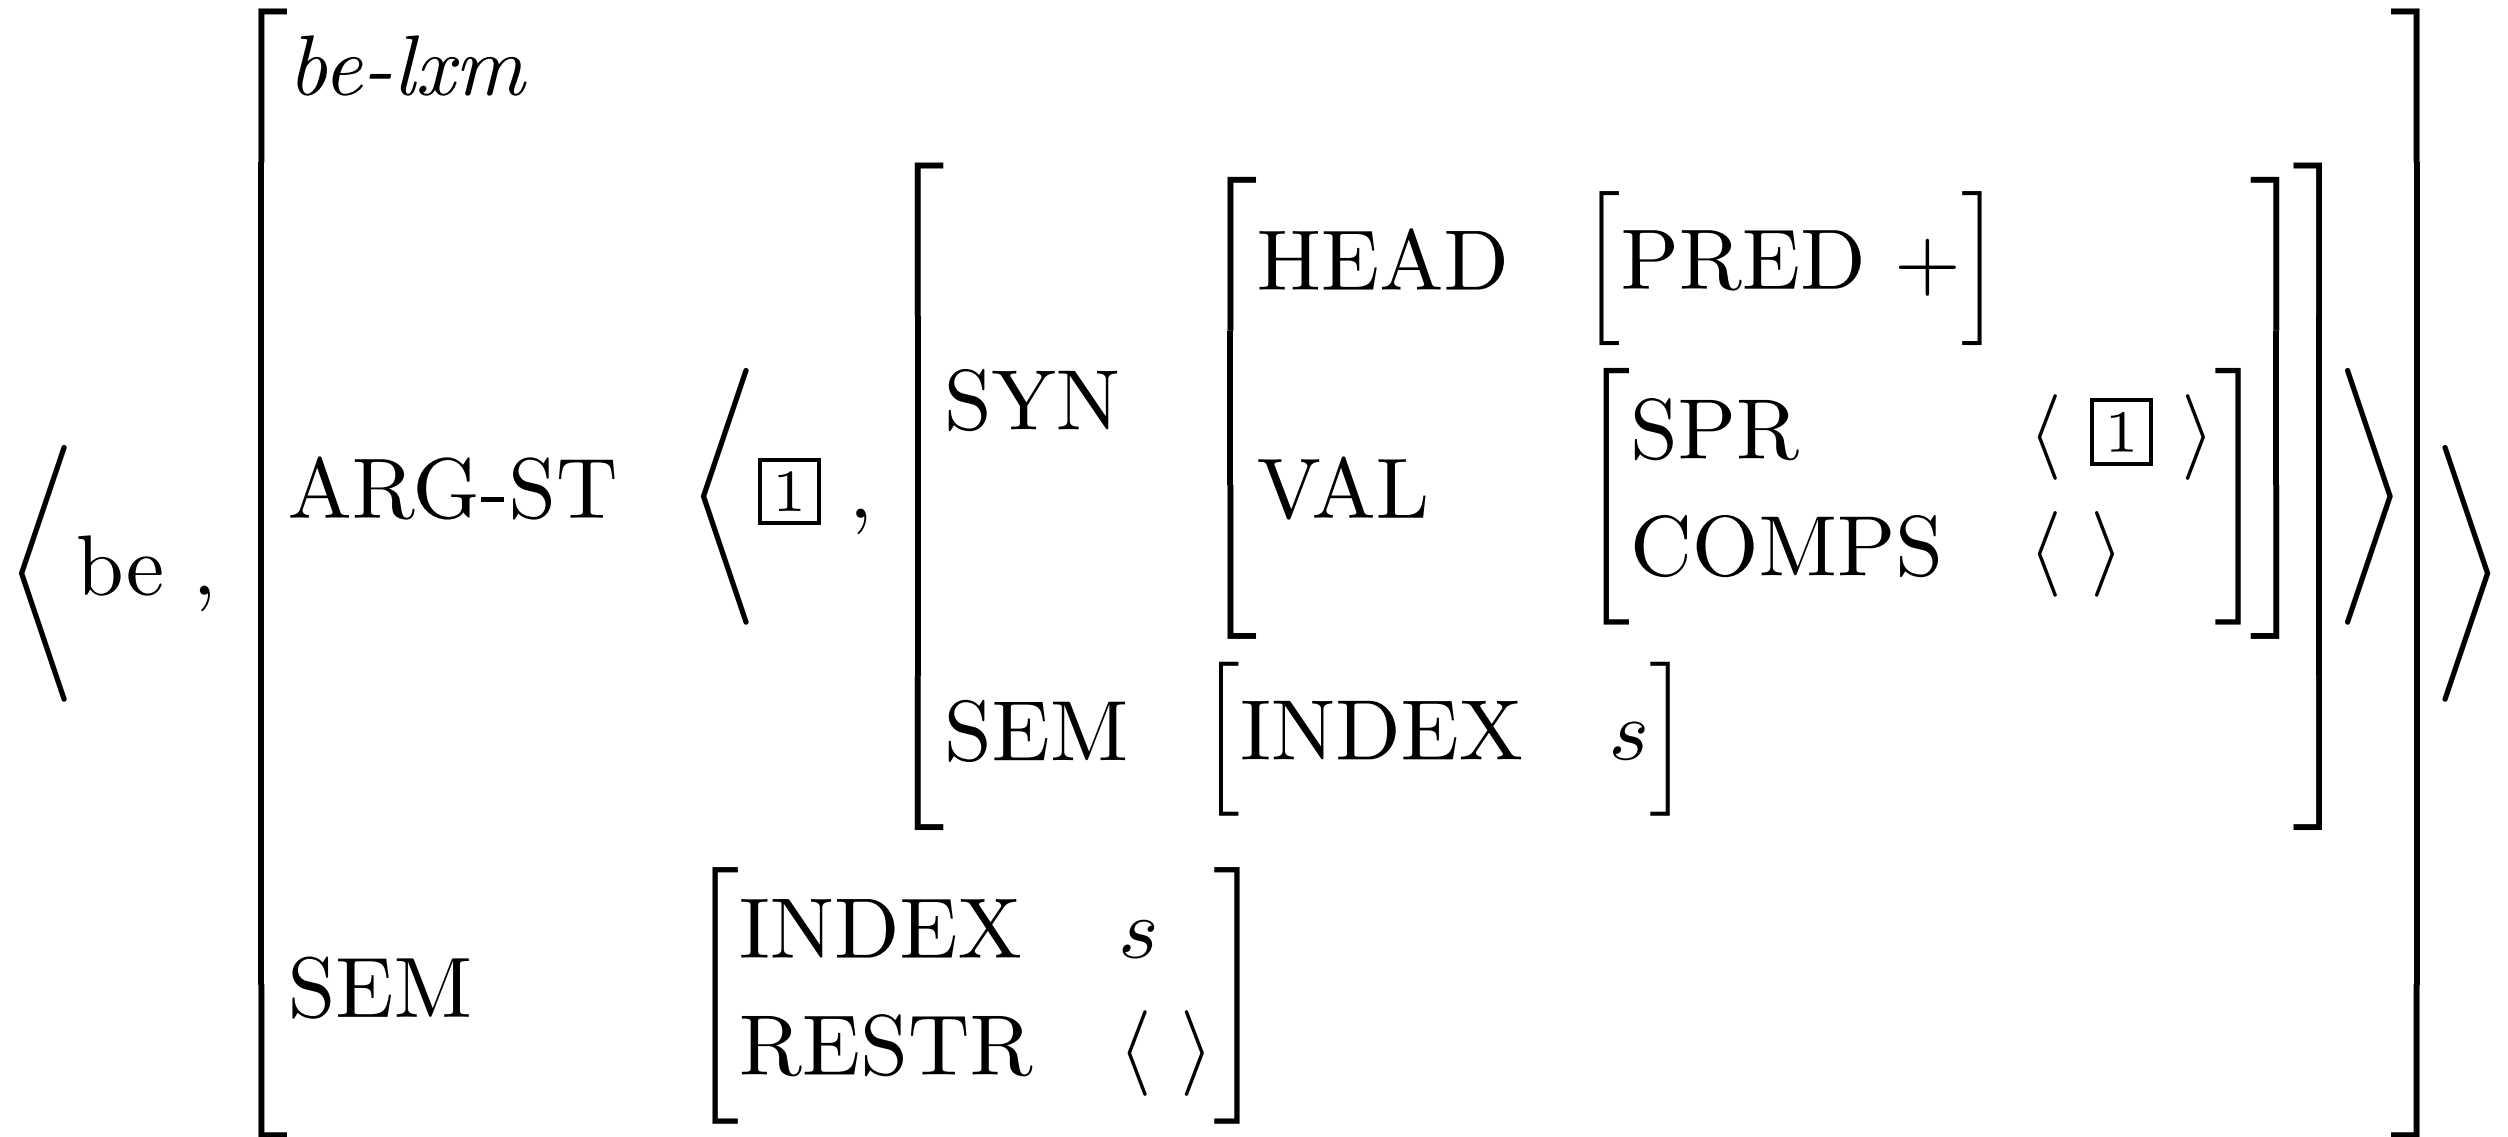 be-lxm
HEAD [PRED +]
SYN
SPR ⟨ 1 ⟩
ARG-ST ⟨ 1 ,
VAL
COMPS ⟨ ⟩
⟨ be ,
SEM [INDEX s]
INDEX s
SEM
RESTR ⟨ ⟩